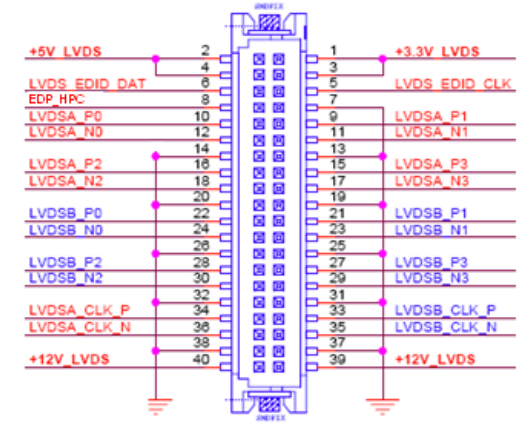 +5V_LVDS 2 1 +3.3V_LVDS
4 3
LVDS_EDID_DAT 6 5 LVDS_EDID_CLK
EDP_HPC 8 7
LVDSA_P0 10 9 LVDSA_P1
LVDSA_N0 12 11 LVDSA_N1
14 13
LVDSA_P2 16 15 LVDSA_P3
LVDSA_N2 18 17 LVDSA_N3
20 19
LVDSB_P0 22 21 LVDSB_P1
LVDSB_N0 24 23 LVDSB_N1
26 25
LVDSB_P2 28 27 LVDSB_P3
LVDSB_N2 30 29 LVDSB_N3
32 31
LVDSA_CLK_P 34 33 LVDSB_CLK_P
LVDSA_CLK_N 36 35 LVDSB_CLK_N
38 37
+12V_LVDS 40 39 +12V_LVDS